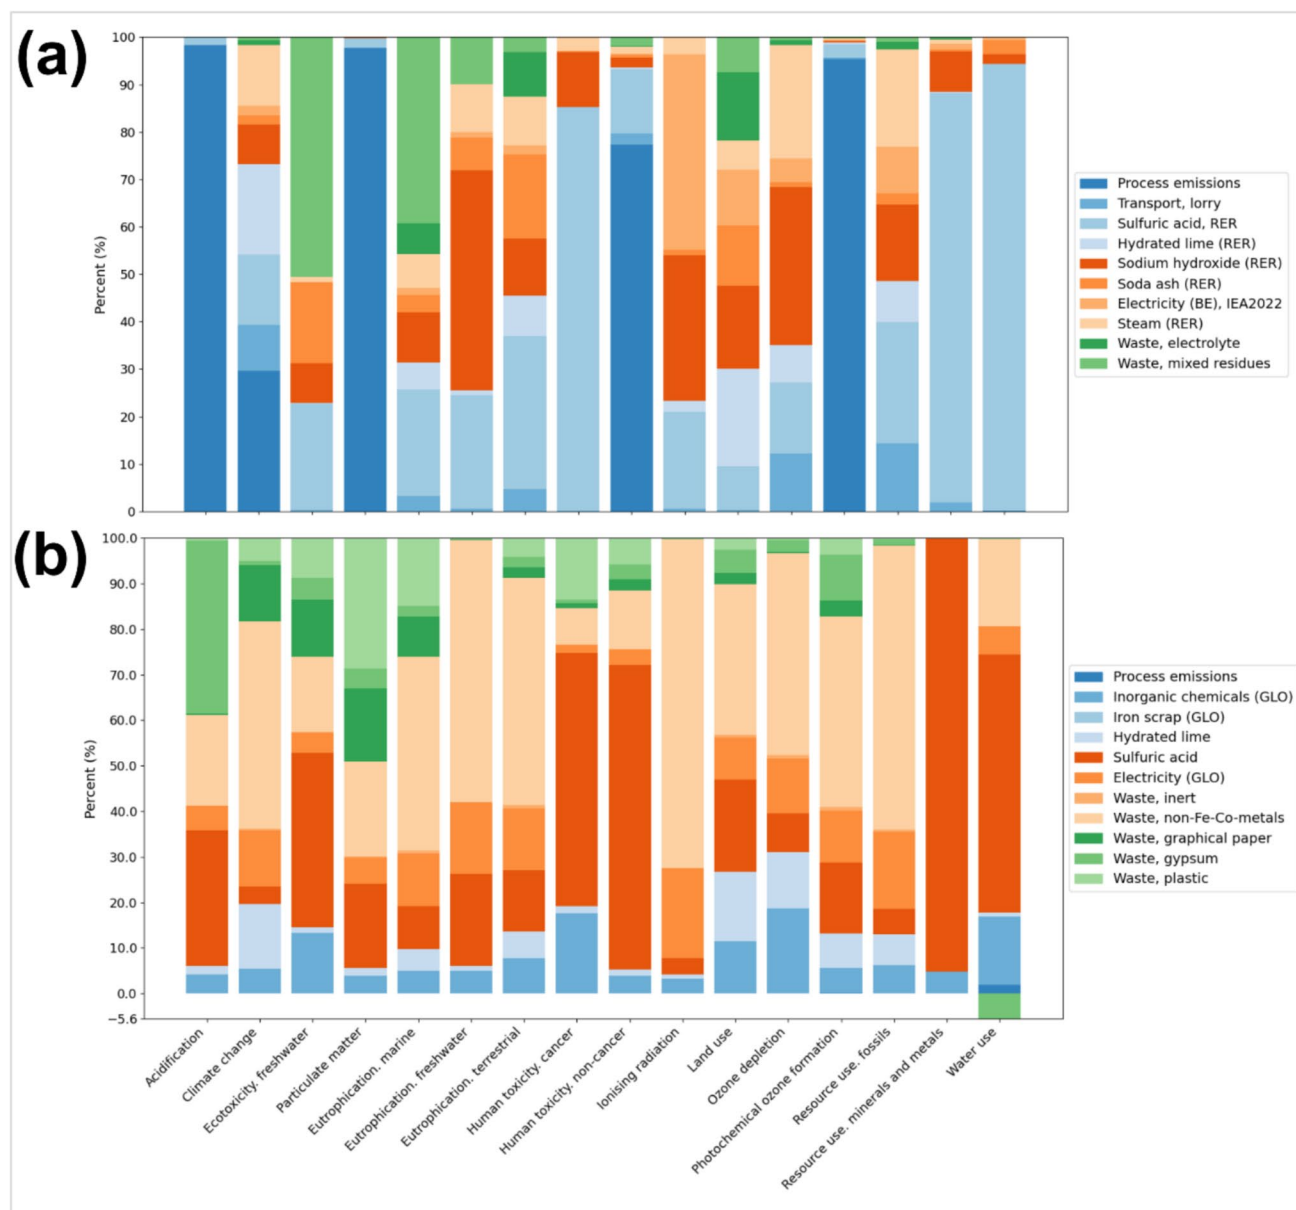 (a)
100
90
80
70
60
50
40
30
20
10
0
Percent (%)
Process emissions
Transport, lorry
Sulfuric acid, RER
Hydrated lime (RER)
Sodium hydroxide (RER)
Soda ash (RER)
Electricity (BE), IEA2022
Steam (RER)
Waste, electrolyte
Waste, mixed residues
(b)
100.0
90.0
80.0
70.0
60.0
50.0
40.0
30.0
20.0
10.0
0.0
−5.6
Percent (%)
Process emissions
Inorganic chemicals (GLO)
Iron scrap (GLO)
Hydrated lime
Sulfuric acid
Electricity (GLO)
Waste, inert
Waste, non-Fe-Co-metals
Waste, graphical paper
Waste, gypsum
Waste, plastic
Acidification
Climate change
Ecotoxicity. freshwater
Particulate matter
Eutrophication. marine
Eutrophication. freshwater
Eutrophication. terrestrial
Human toxicity. cancer
Human toxicity. non-cancer
Ionising radiation
Land use
Ozone depletion
Photochemical ozone formation
Resource use. fossils
Resource use. minerals and metals
Water use